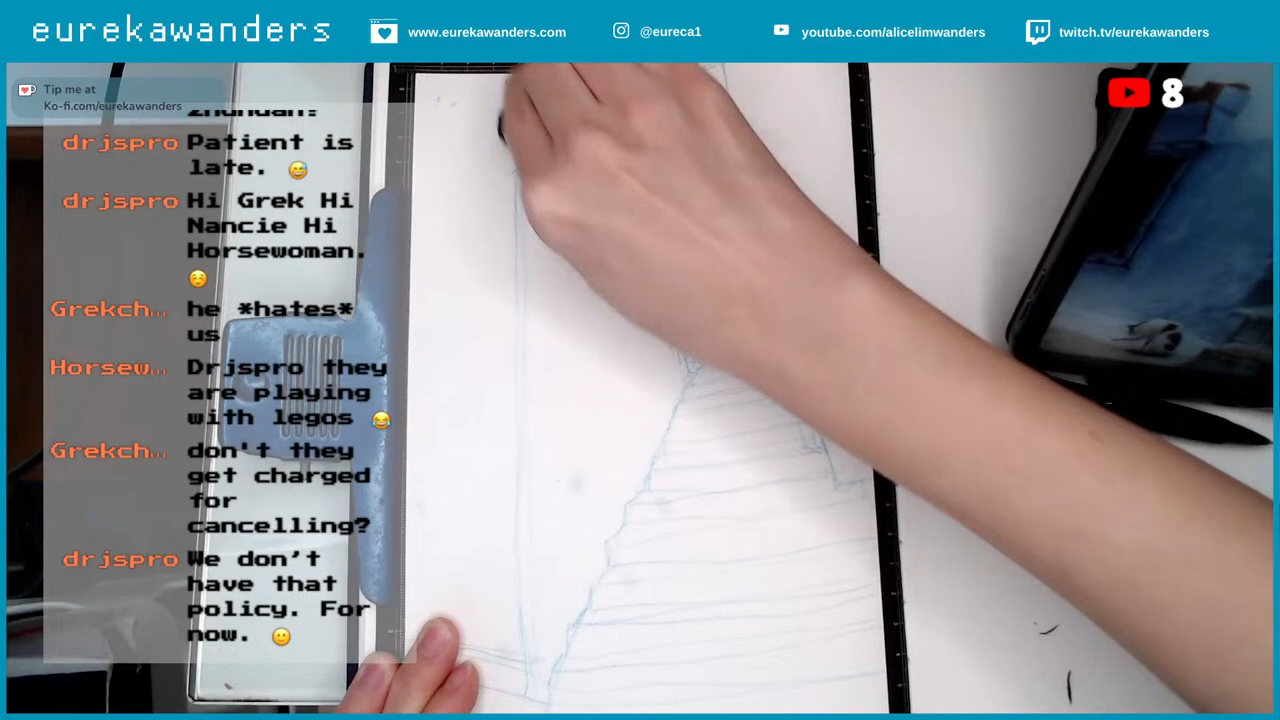 eurekawanders
www.eurekawanders.com
@eureca1
youtube.com/alicelimwanders
twitch.tv/eurekawanders
Tip me at
Ko-fi.com/eurekawanders
8
drjspro Patient is
late. 😅
drjspro Hi Grek Hi
Nancie Hi
Horsewoman.
☺️
Grekch... he *hates*
us
Horsew... Drjspro they
are playing
with legos 😂
Grekch... don't they
get charged
for
cancelling?
drjspro We don’t
have that
policy. For
now. 🙂